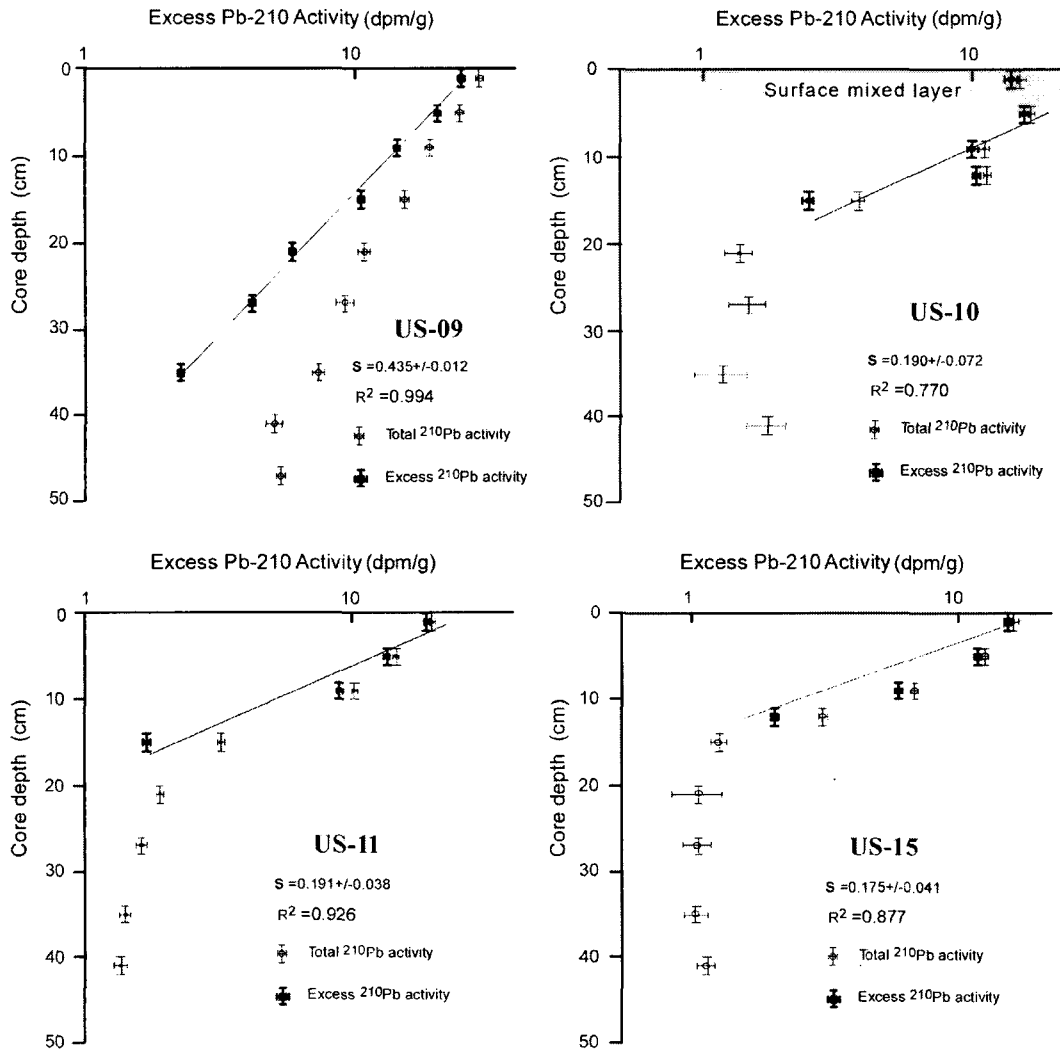 Excess Pb-210 Activity (dpm/g)
1 10
0
10
20
30
40
50
Core depth (cm)
US-09
S =0.435+/-0.012
R² =0.994
Total ²¹⁰Pb activity
Excess ²¹⁰Pb activity
Excess Pb-210 Activity (dpm/g)
1 10
0
10
20
30
40
50
Core depth (cm)
Surface mixed layer
US-10
S =0.190+/-0.072
R² =0.770
Total ²¹⁰Pb activity
Excess ²¹⁰Pb activity
Excess Pb-210 Activity (dpm/g)
1 10
0
10
20
30
40
50
Core depth (cm)
US-11
S =0.191+/-0.038
R² =0.926
Total ²¹⁰Pb activity
Excess ²¹⁰Pb activity
Excess Pb-210 Activity (dpm/g)
1 10
0
10
20
30
40
50
Core depth (cm)
US-15
S =0.175+/-0.041
R² =0.877
Total ²¹⁰Pb activity
Excess ²¹⁰Pb activity